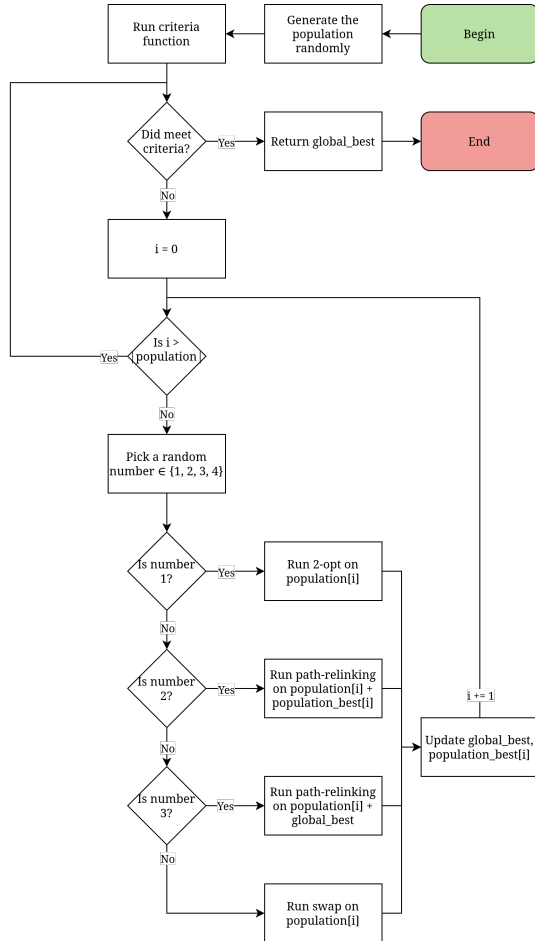 Run criteria
function
Generate the
population
randomly
Begin
Did meet
criteria?
Yes
Return global_best
End
No
i = 0
Is i >
|population|
Yes
No
Pick a random
number ∈ {1, 2, 3, 4}
Is number
1?
Yes
Run 2-opt on
population[i]
No
Is number
2?
Yes
Run path-relinking
on population[i] +
population_best[i]
i += 1
Update global_best,
population_best[i]
No
Is number
3?
Yes
Run path-relinking
on population[i] +
global_best
No
Run swap on
population[i]